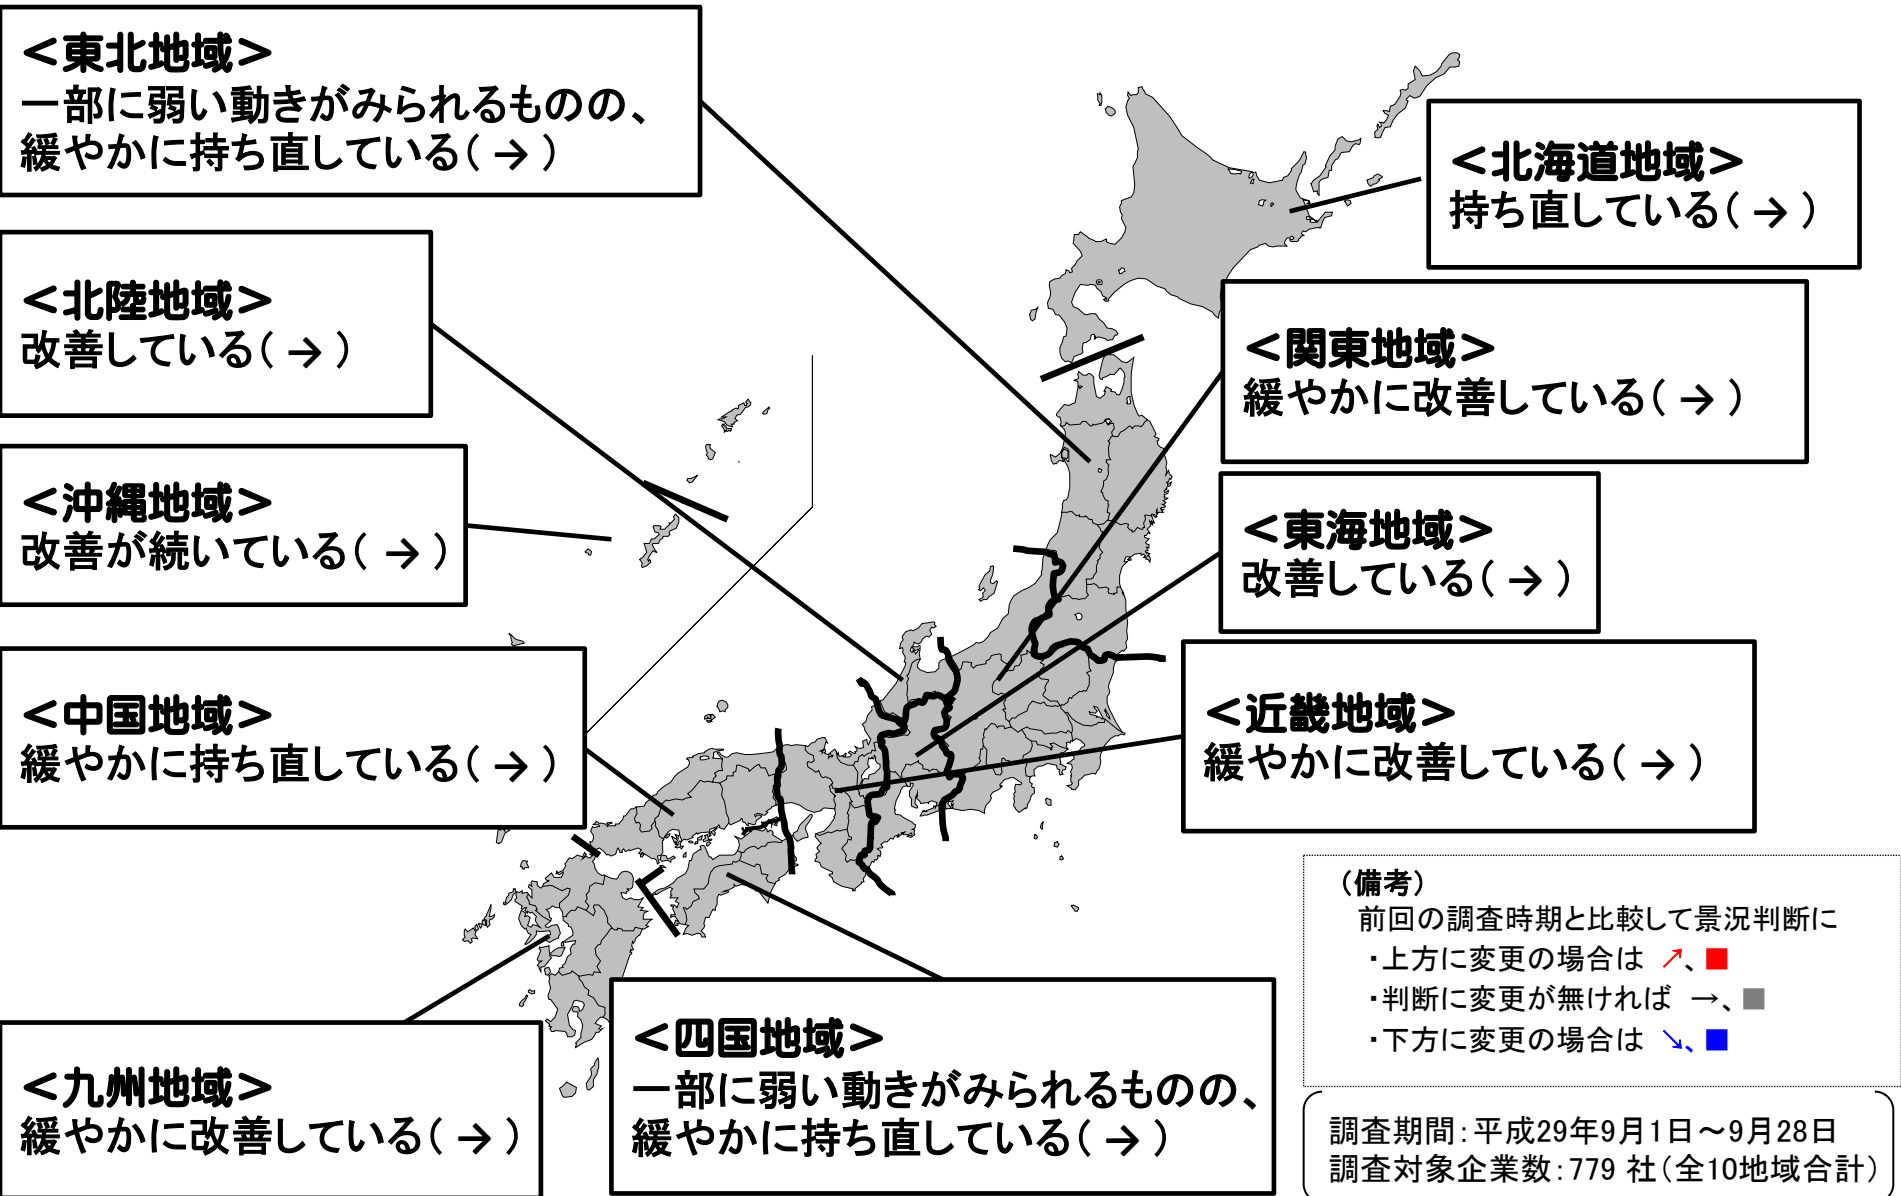 ＜東北地域＞
一部に弱い動きがみられるものの、
緩やかに持ち直している（ → ）
＜北海道地域＞
持ち直している（ → ）
＜北陸地域＞
改善している（ → ）
＜関東地域＞
緩やかに改善している（ → ）
＜沖縄地域＞
改善が続いている（ → ）
＜東海地域＞
改善している（ → ）
＜中国地域＞
緩やかに持ち直している（ → ）
＜近畿地域＞
緩やかに改善している（ → ）
＜九州地域＞
緩やかに改善している（ → ）
＜四国地域＞
一部に弱い動きがみられるものの、
緩やかに持ち直している（ → ）
（備考）
前回の調査時期と比較して景況判断に
・上方に変更の場合は ↗、■
・判断に変更が無ければ →、■
・下方に変更の場合は ↘、■
調査期間：平成29年9月1日～9月28日
調査対象企業数：779 社（全10地域合計）